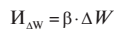 И_ΔW = β · ΔW